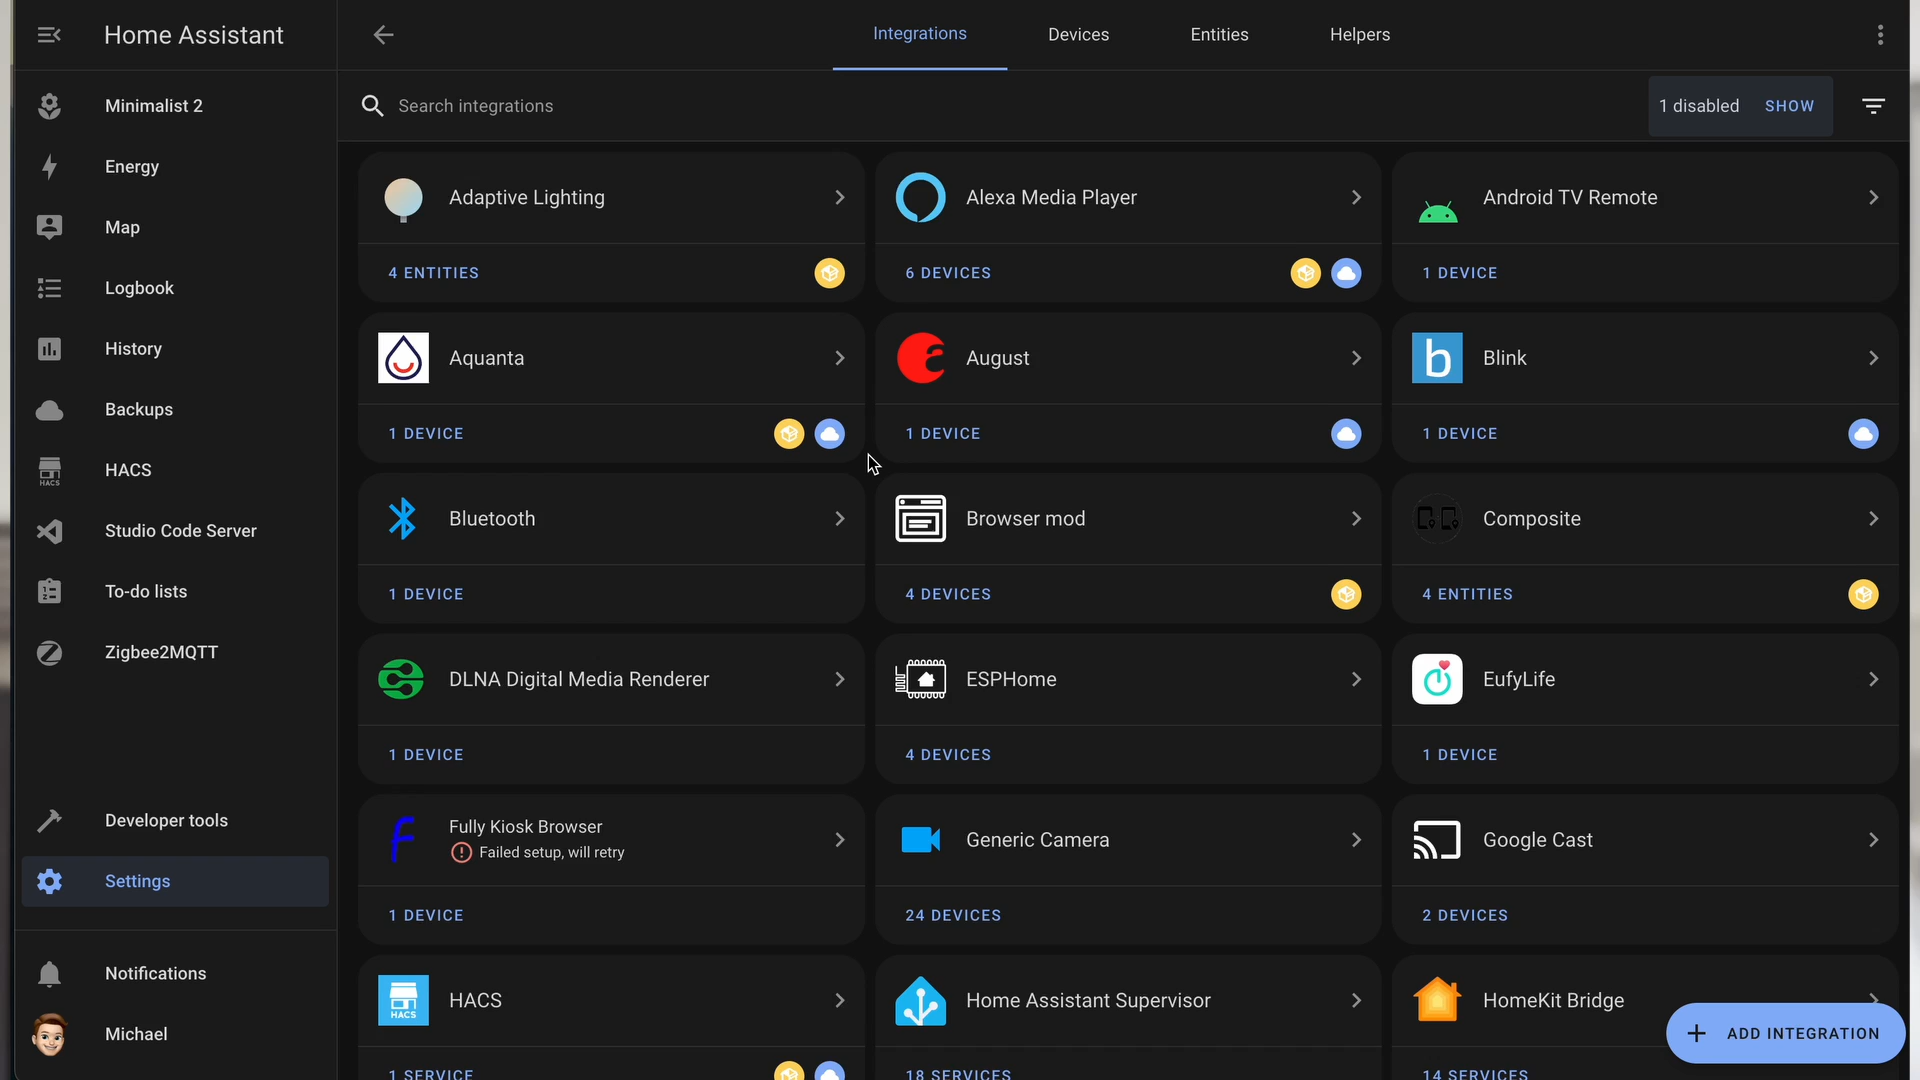 Home Assistant
Integrations
Devices
Entities
Helpers
Search integrations
1 disabled
SHOW
Minimalist 2
Energy
Map
Logbook
History
Backups
HACS
HACS
Studio Code Server
To-do lists
Zigbee2MQTT
Developer tools
Settings
Notifications
Michael
Adaptive Lighting
4 ENTITIES
Alexa Media Player
6 DEVICES
Android TV Remote
1 DEVICE
Aquanta
1 DEVICE
August
1 DEVICE
b
Blink
1 DEVICE
Bluetooth
1 DEVICE
Browser mod
4 DEVICES
Composite
4 ENTITIES
DLNA Digital Media Renderer
1 DEVICE
ESPHome
4 DEVICES
EufyLife
1 DEVICE
f
Fully Kiosk Browser
Failed setup, will retry
1 DEVICE
Generic Camera
24 DEVICES
Google Cast
2 DEVICES
HACS
HACS
1 SERVICE
Home Assistant Supervisor
18 SERVICES
HomeKit Bridge
14 SERVICES
ADD INTEGRATION